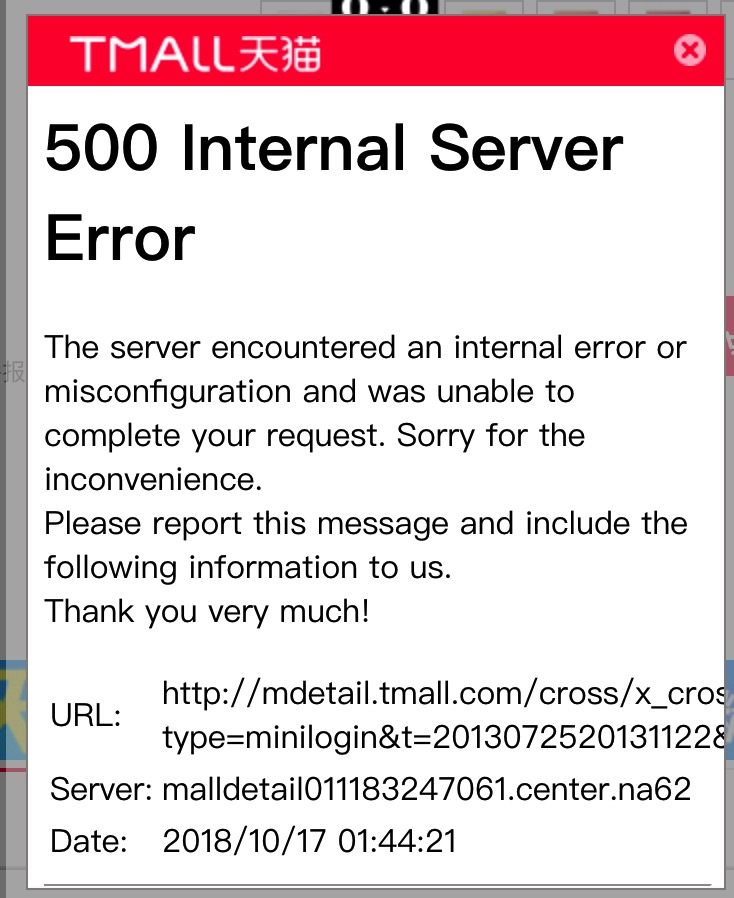 TMALL天猫
500 Internal Server
Error
The server encountered an internal error or
misconfiguration and was unable to
complete your request. Sorry for the
inconvenience.
Please report this message and include the
following information to us.
Thank you very much!
URL: http://mdetail.tmall.com/cross/x_cros
type=minilogin&t=2013072520131122&
Server: malldetail011183247061.center.na62
Date: 2018/10/17 01:44:21
报